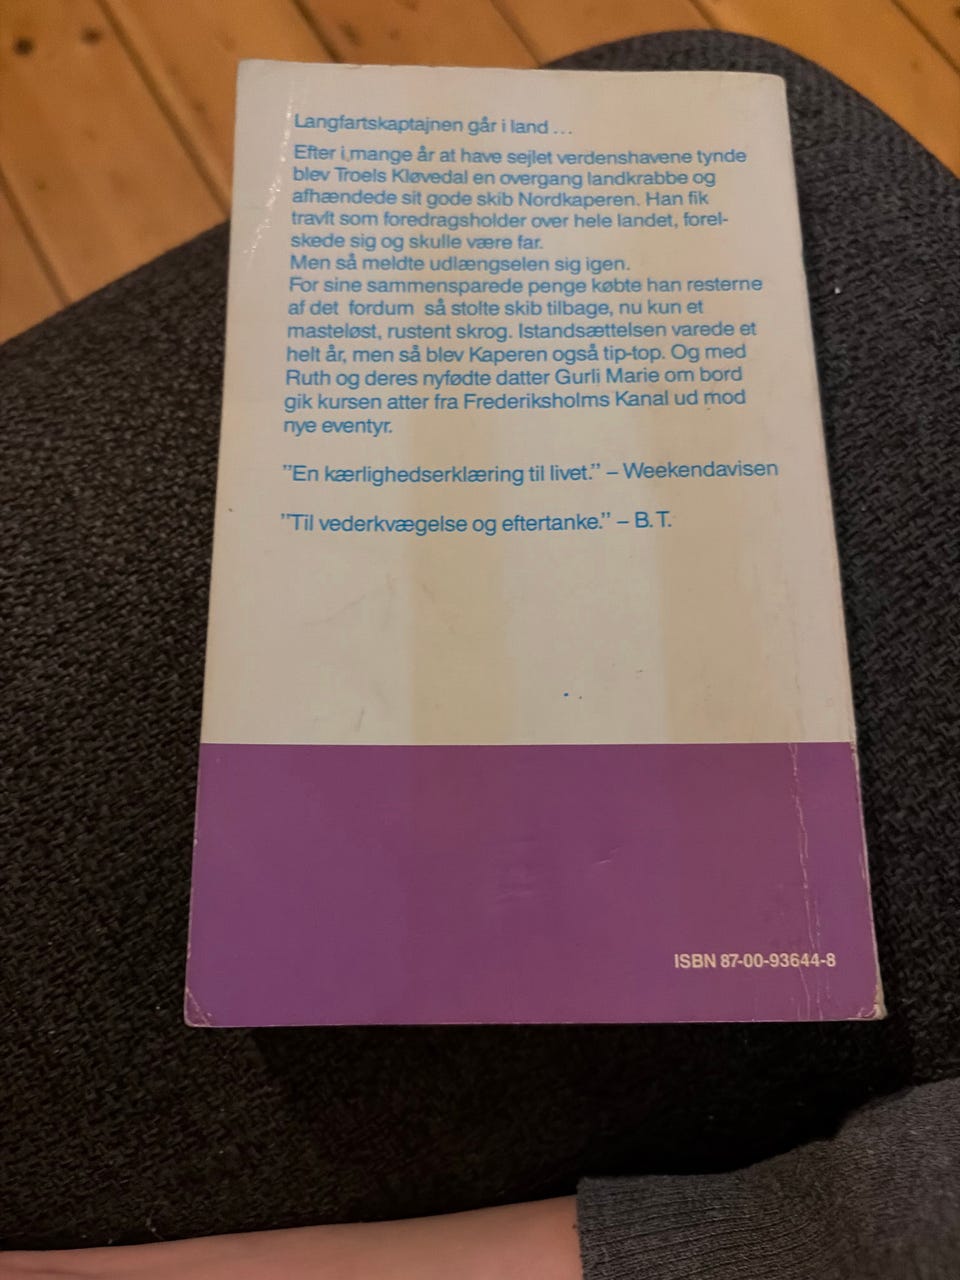 Langfartskaptajnen går i land ...
Efter i mange år at have sejlet verdenshavene tynde
blev Troels Kløvedal en overgang landkrabbe og
afhændede sit gode skib Nordkaperen. Han fik
travlt som foredragsholder over hele landet, forel-
skede sig og skulle være far.
Men så meldte udlængselen sig igen.
For sine sammensparede penge købte han resterne
af det fordum så stolte skib tilbage, nu kun et
masteløst, rustent skrog. Istandsættelsen varede et
helt år, men så blev Kaperen også tip-top. Og med
Ruth og deres nyfødte datter Gurli Marie om bord
gik kursen atter fra Frederiksholms Kanal ud mod
nye eventyr.
"En kærlighedserklæring til livet." – Weekendavisen
"Til vederkvægelse og eftertanke." – B.T.
ISBN 87-00-93644-8